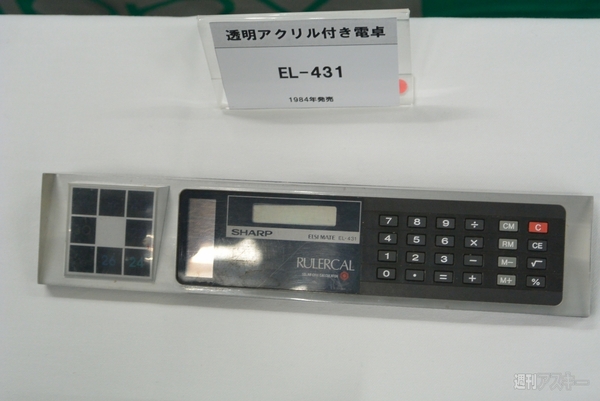 透明アクリル付き電卓
EL-431
1984年発売
SHARP
ELSI MATE EL-431
RULERCAL
7 8 9 ÷ CM C
4 5 6 × RM CE
1 2 3 − M− √
0 · = + M+ %
週刊アスキー